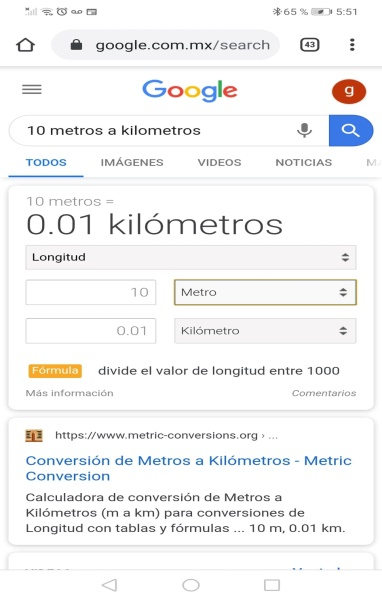 65 % 5:51
google.com.mx/search
43
Google
g
10 metros a kilometros
TODOS IMÁGENES VIDEOS NOTICIAS
10 metros =
0.01 kilómetros
Longitud
10 Metro
0.01 Kilómetro
Fórmula divide el valor de longitud entre 1000
Más información Comentarios
https://www.metric-conversions.org › ...
Conversión de Metros a Kilómetros - Metric
Conversion
Calculadora de conversión de Metros a
Kilómetros (m a km) para conversiones de
Longitud con tablas y fórmulas ... 10 m, 0.01 km.